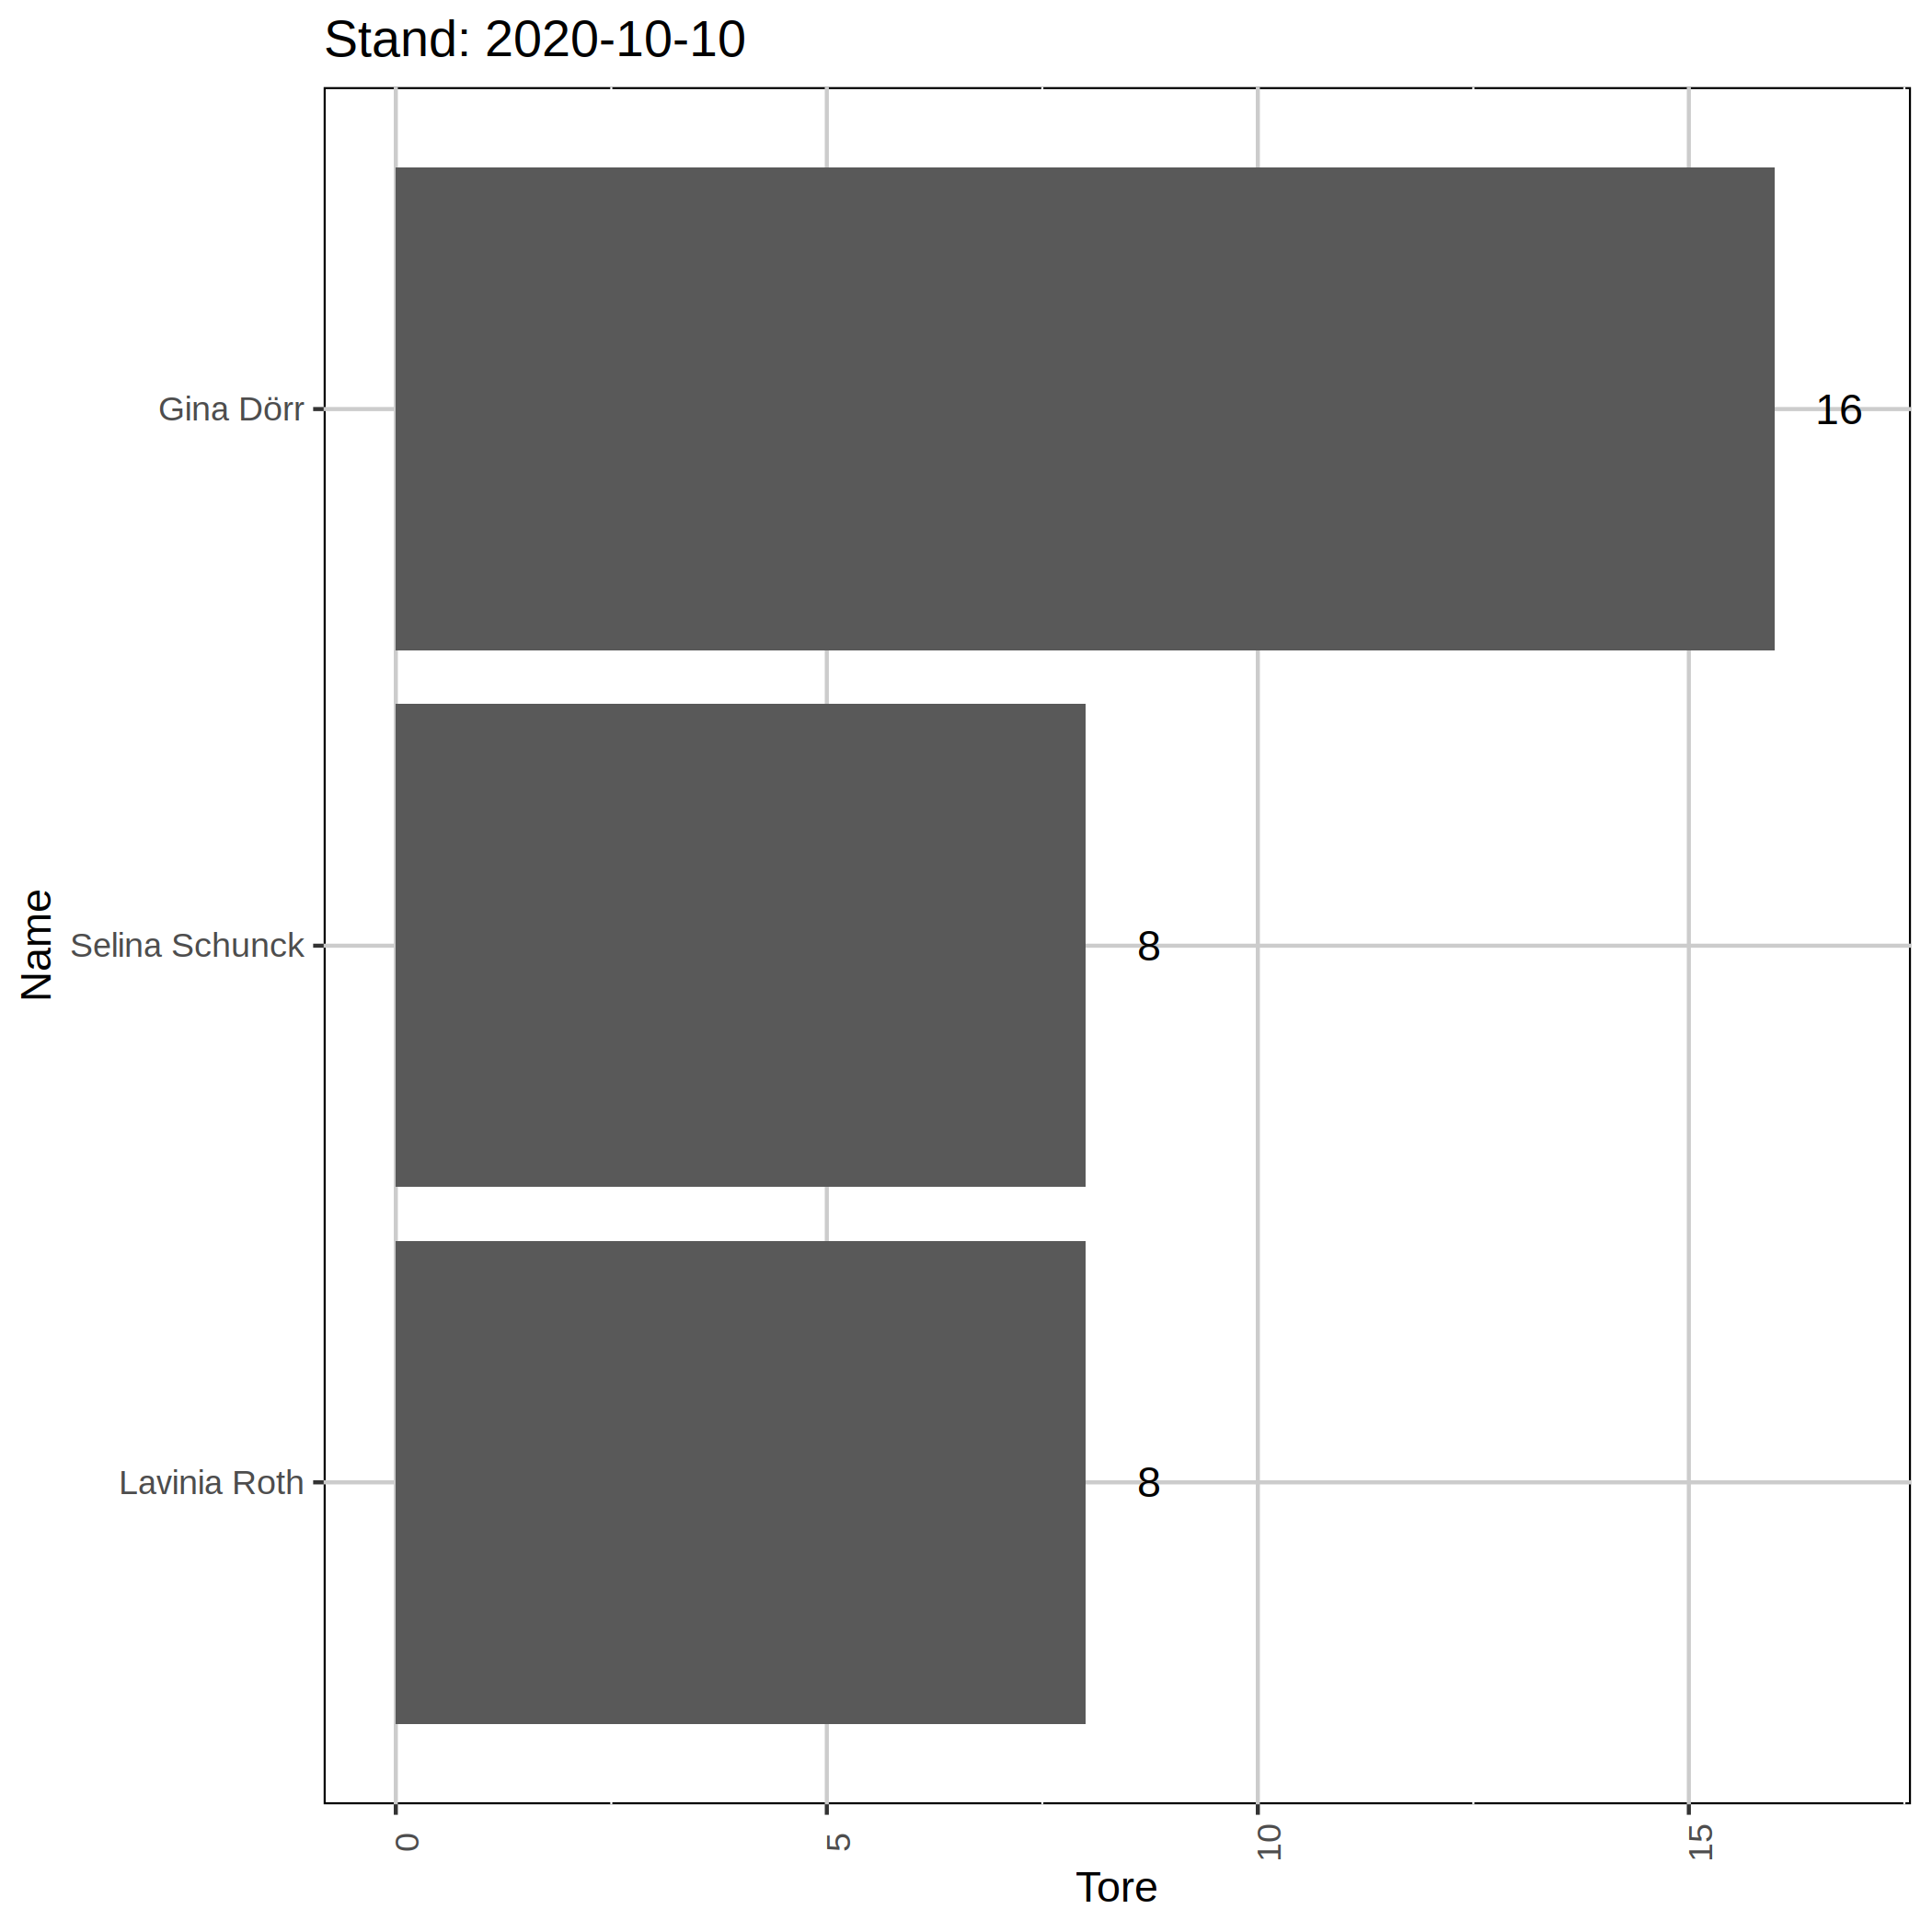 Stand: 2020-10-10
Gina Dörr
16
Selina Schunck
8
Lavinia Roth
8
Name
0
5
10
15
Tore